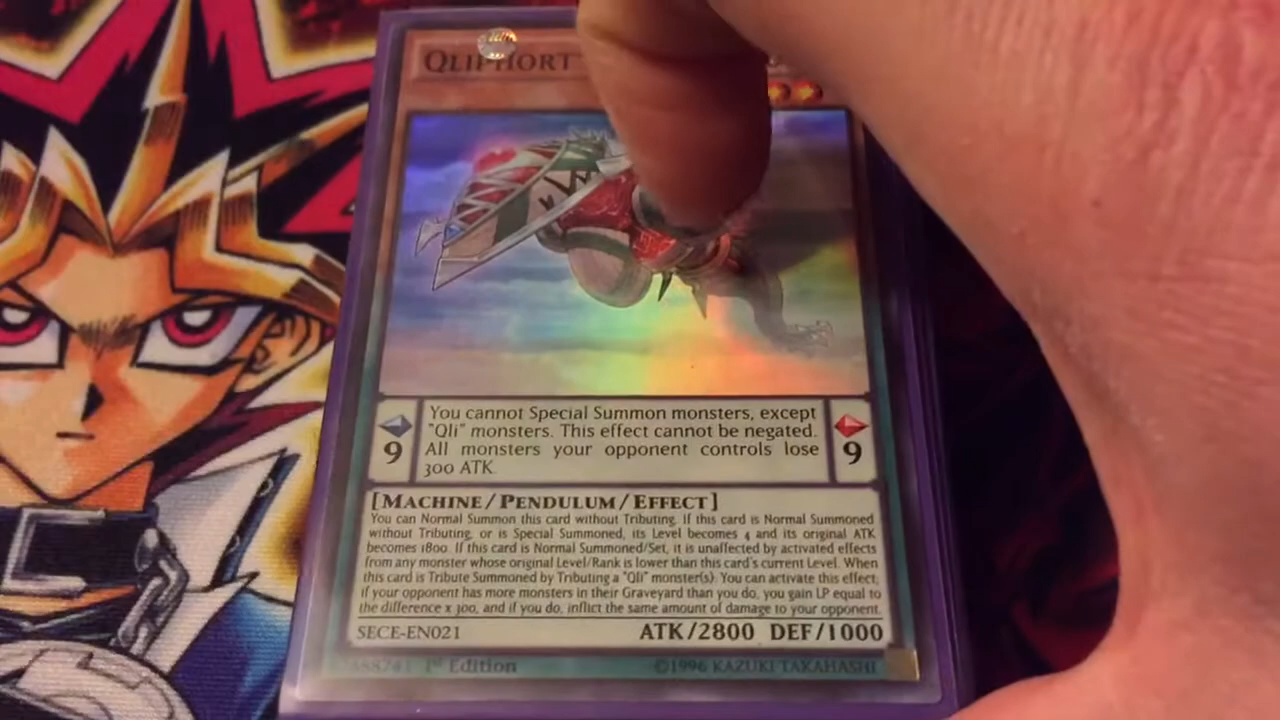 QLIPHORT
You cannot Special Summon monsters, except
"Qli" monsters. This effect cannot be negated.
All monsters your opponent controls lose
300 ATK.
9
9
[MACHINE/PENDULUM/EFFECT]
You can Normal Summon this card without Tributing. If this card is Normal Summoned
without Tributing, or is Special Summoned, its Level becomes 4 and its original ATK
becomes 1800. If this card is Normal Summoned/Set, it is unaffected by activated effects
from any monster whose original Level/Rank is lower than this card's current Level. When
this card is Tribute Summoned by Tributing a "Qli" monster(s): You can activate this effect;
if your opponent has more monsters in their Graveyard than you do, you gain LP equal to
the difference x 300, and if you do, inflict the same amount of damage to your opponent.
SECE-EN021
ATK/2800 DEF/1000
1st Edition
©1996 KAZUKI TAKAHASHI